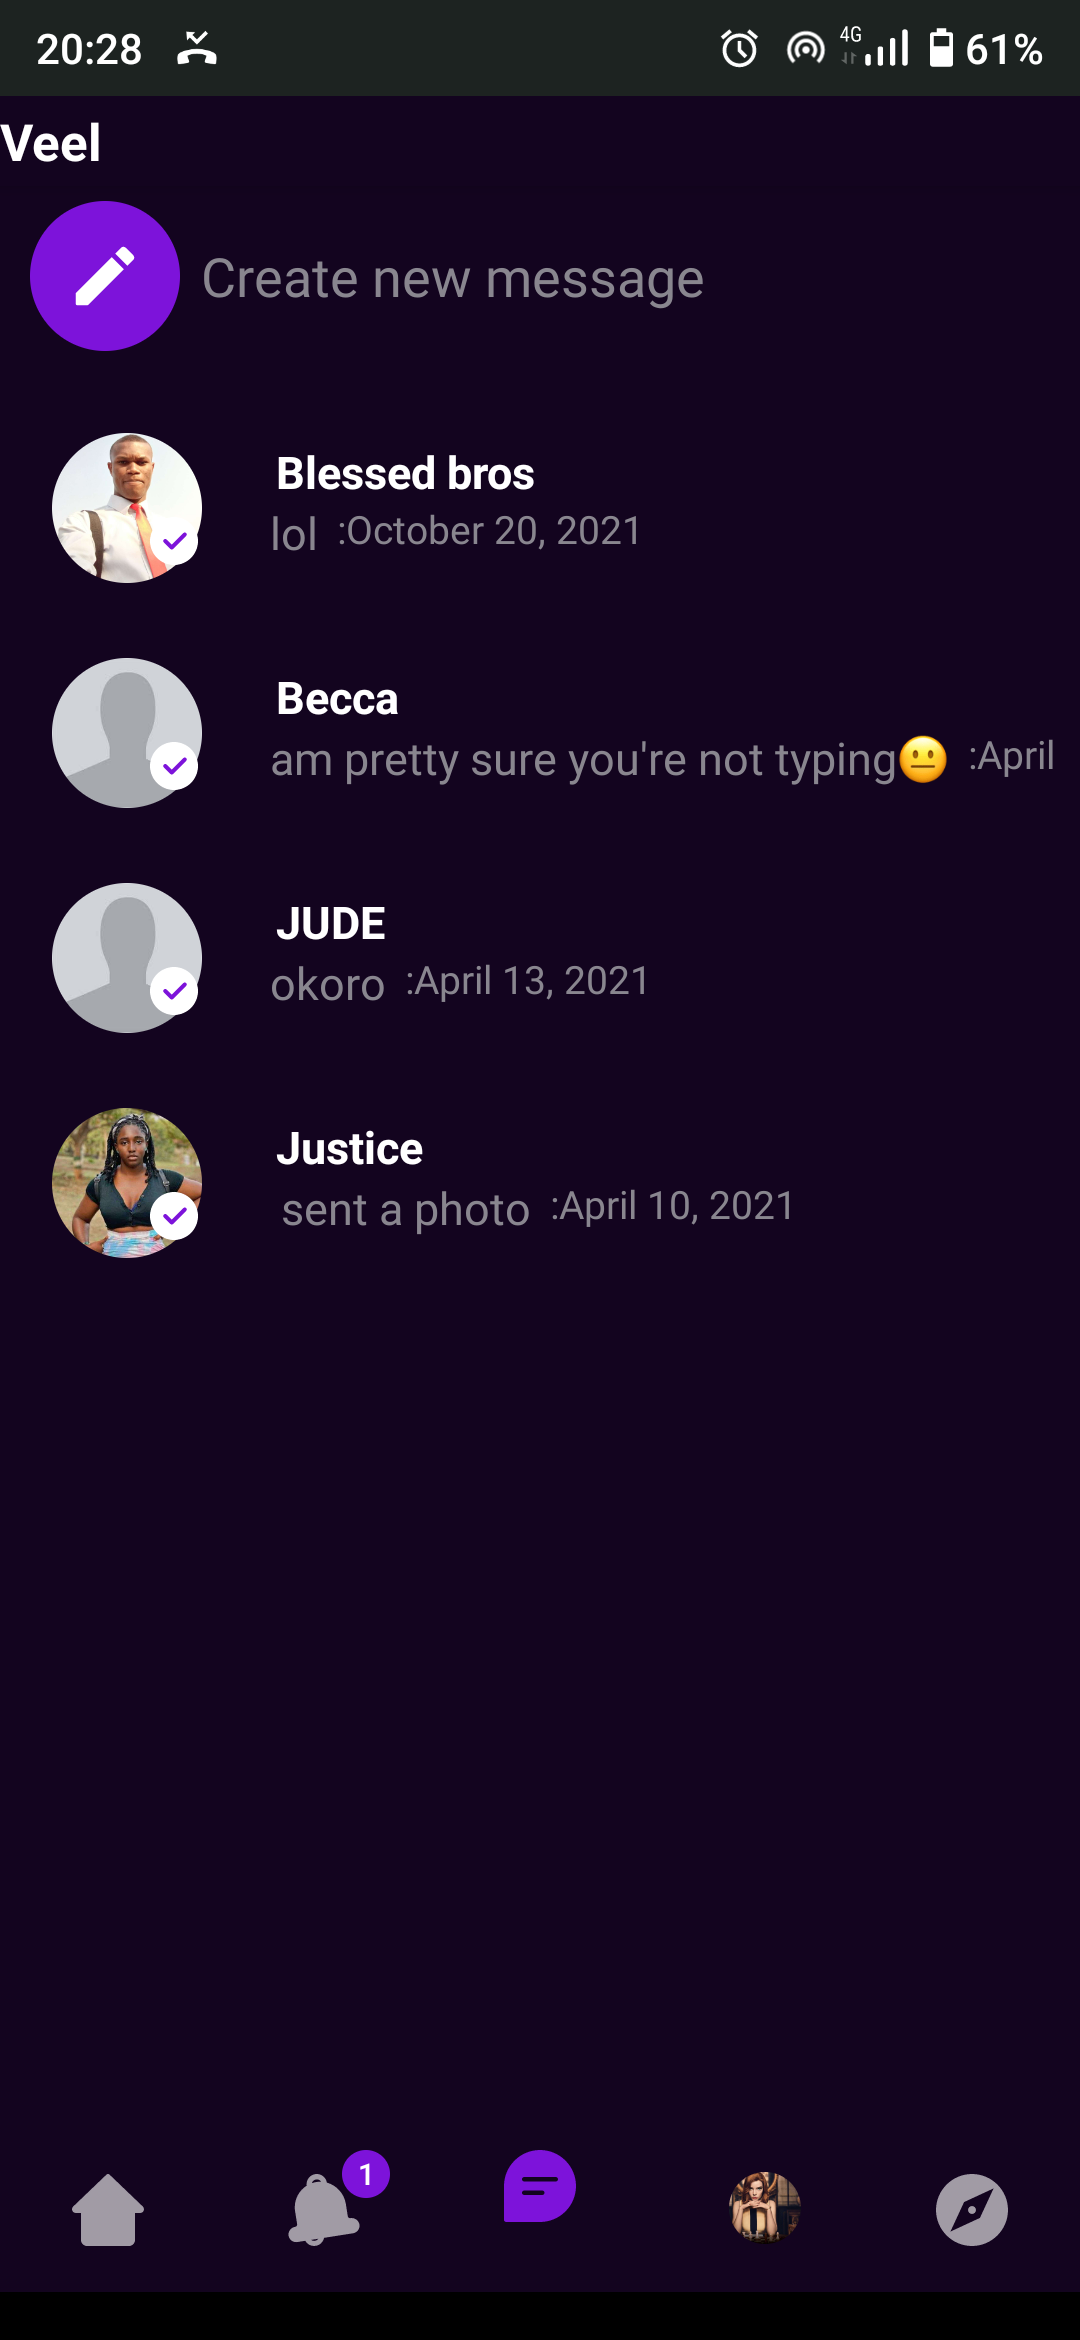 20:28 4G 61%
Veel
Create new message
Blessed bros
lol :October 20, 2021
Becca
am pretty sure you're not typing😐 :April
JUDE
okoro :April 13, 2021
Justice
sent a photo :April 10, 2021
1